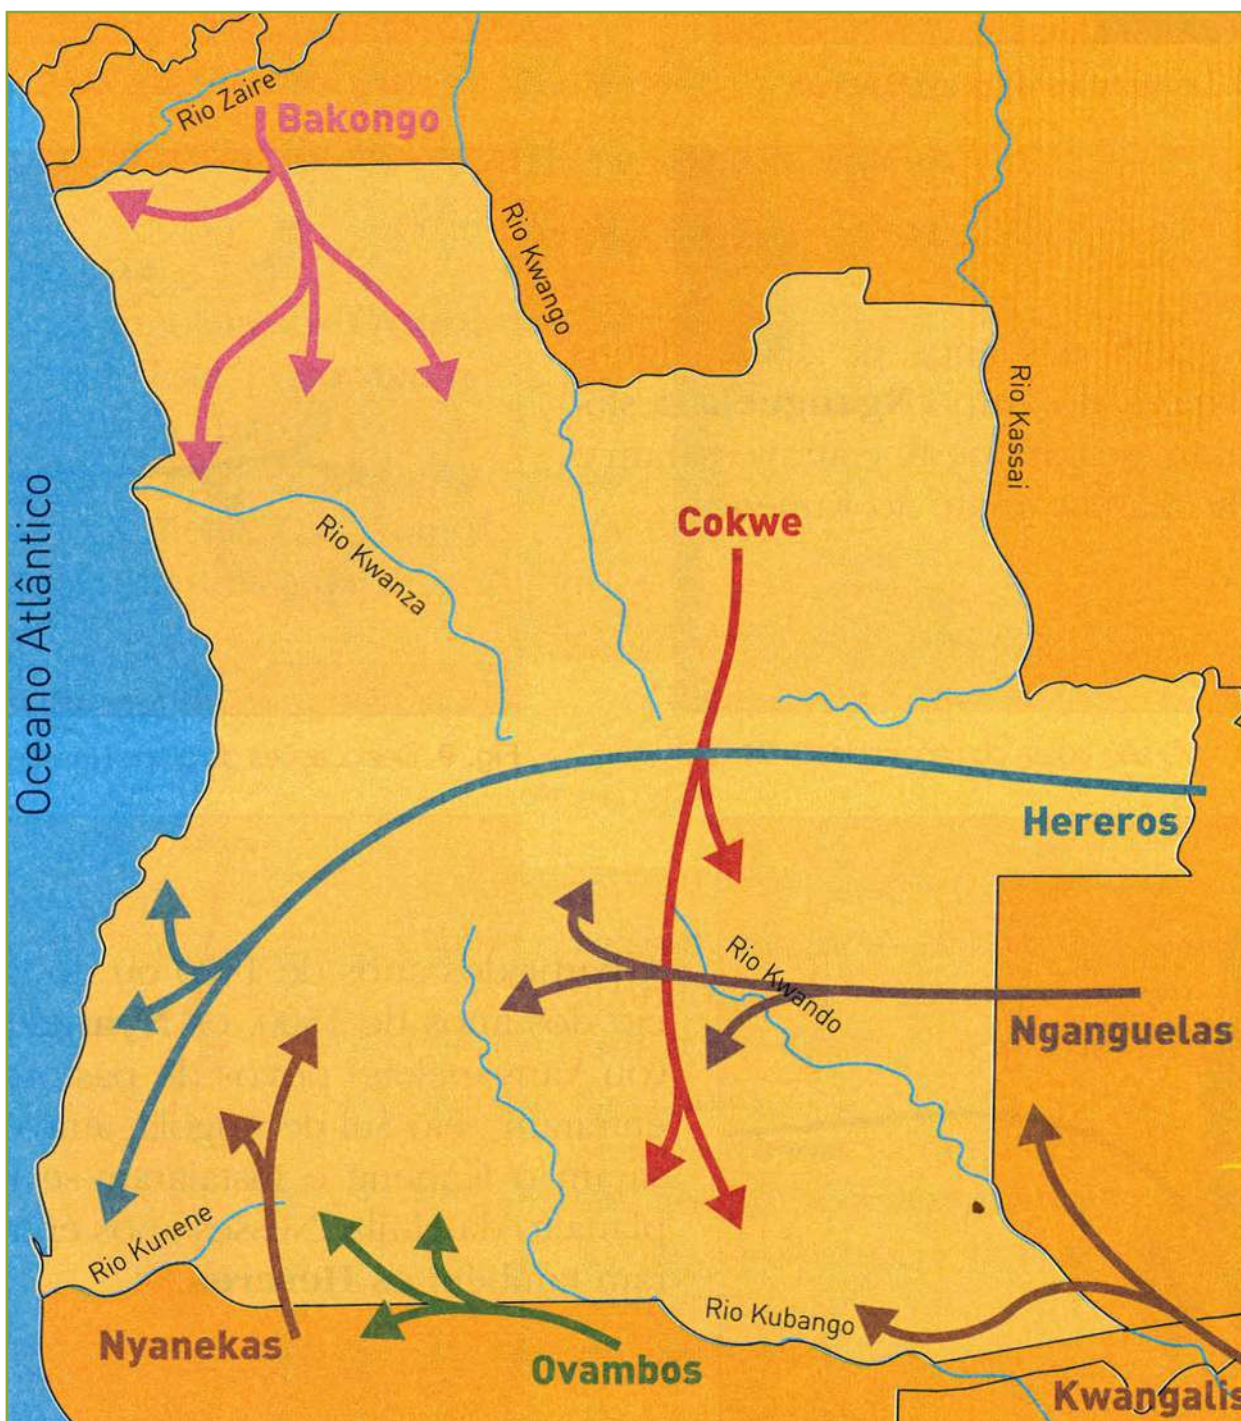 Rio Zaire
Bakongo
Rio Kwango
Rio Kassai
Oceano Atlântico
Cokwe
Rio Kwanza
Hereros
Rio Kwando
Nganguelas
Rio Kunene
Nyanekas
Ovambos
Rio Kubango
Kwangalis